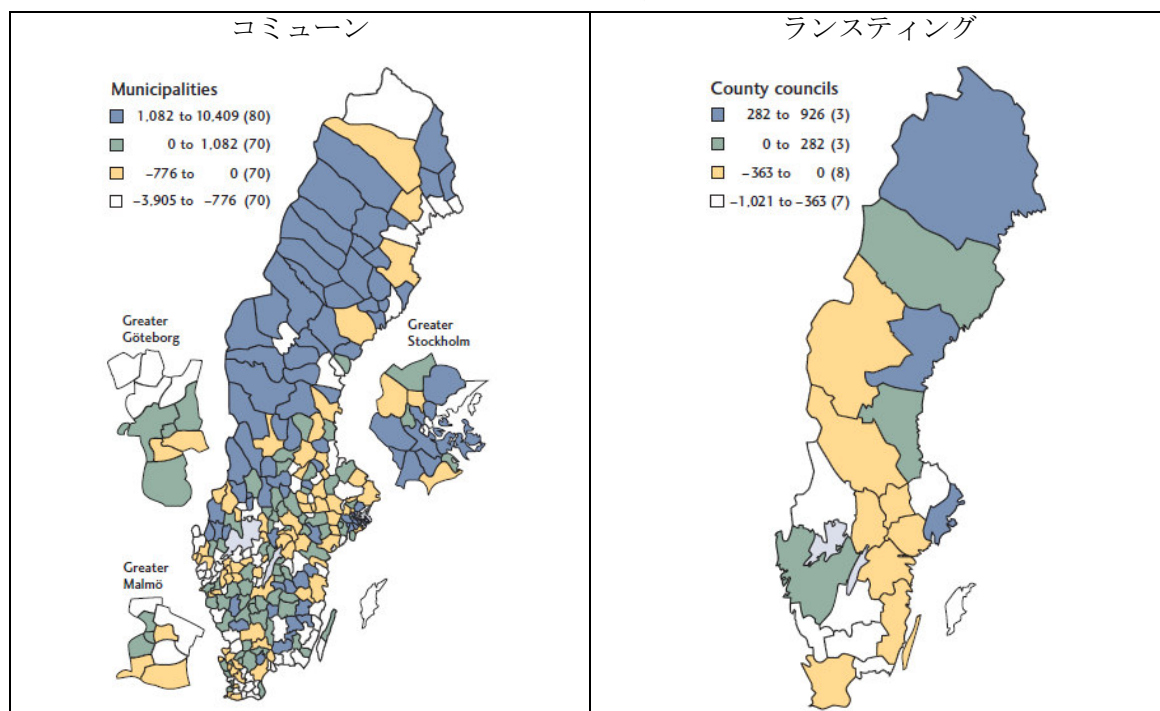 コミューン
Municipalities
1,082 to 10,409 (80)
0 to 1,082 (70)
−776 to 0 (70)
−3,905 to −776 (70)
Greater
Göteborg
Greater
Stockholm
Greater
Malmö
ランスティング
County councils
282 to 926 (3)
0 to 282 (3)
−363 to 0 (8)
−1,021 to −363 (7)